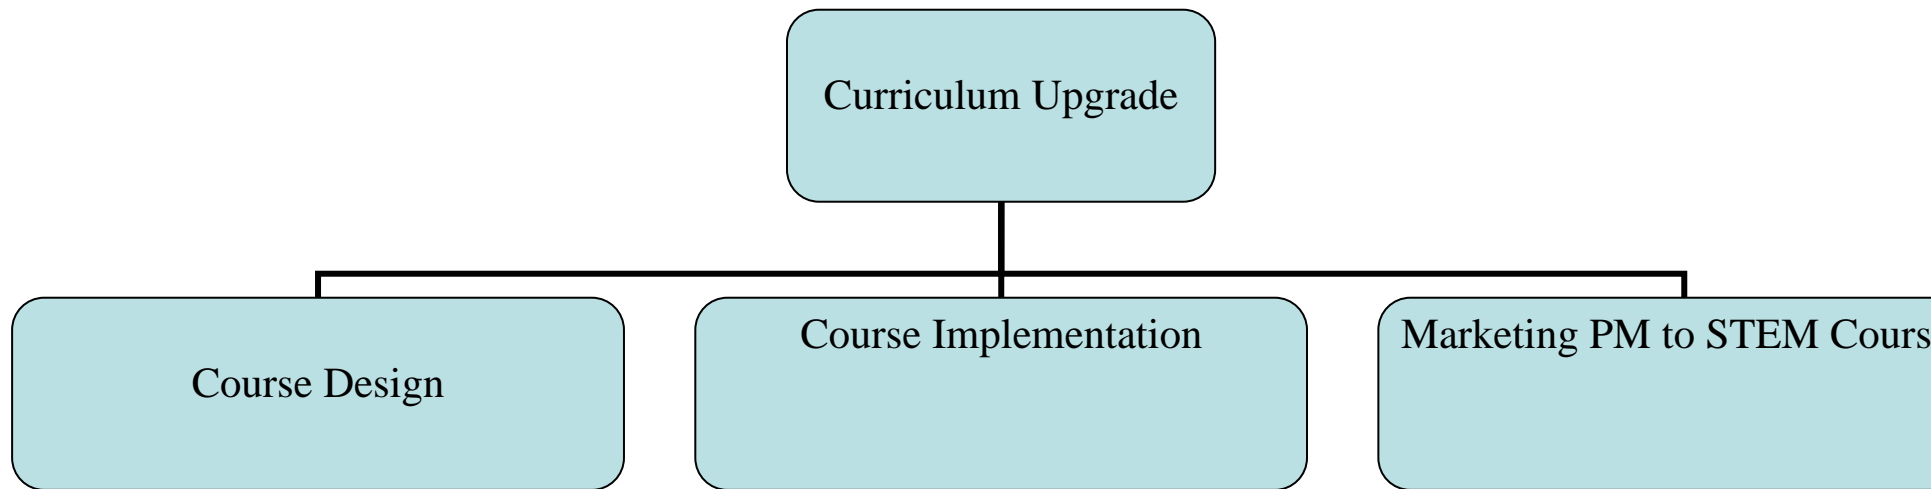 Curriculum Upgrade
Course Design
Course Implementation
Marketing PM to STEM Cours